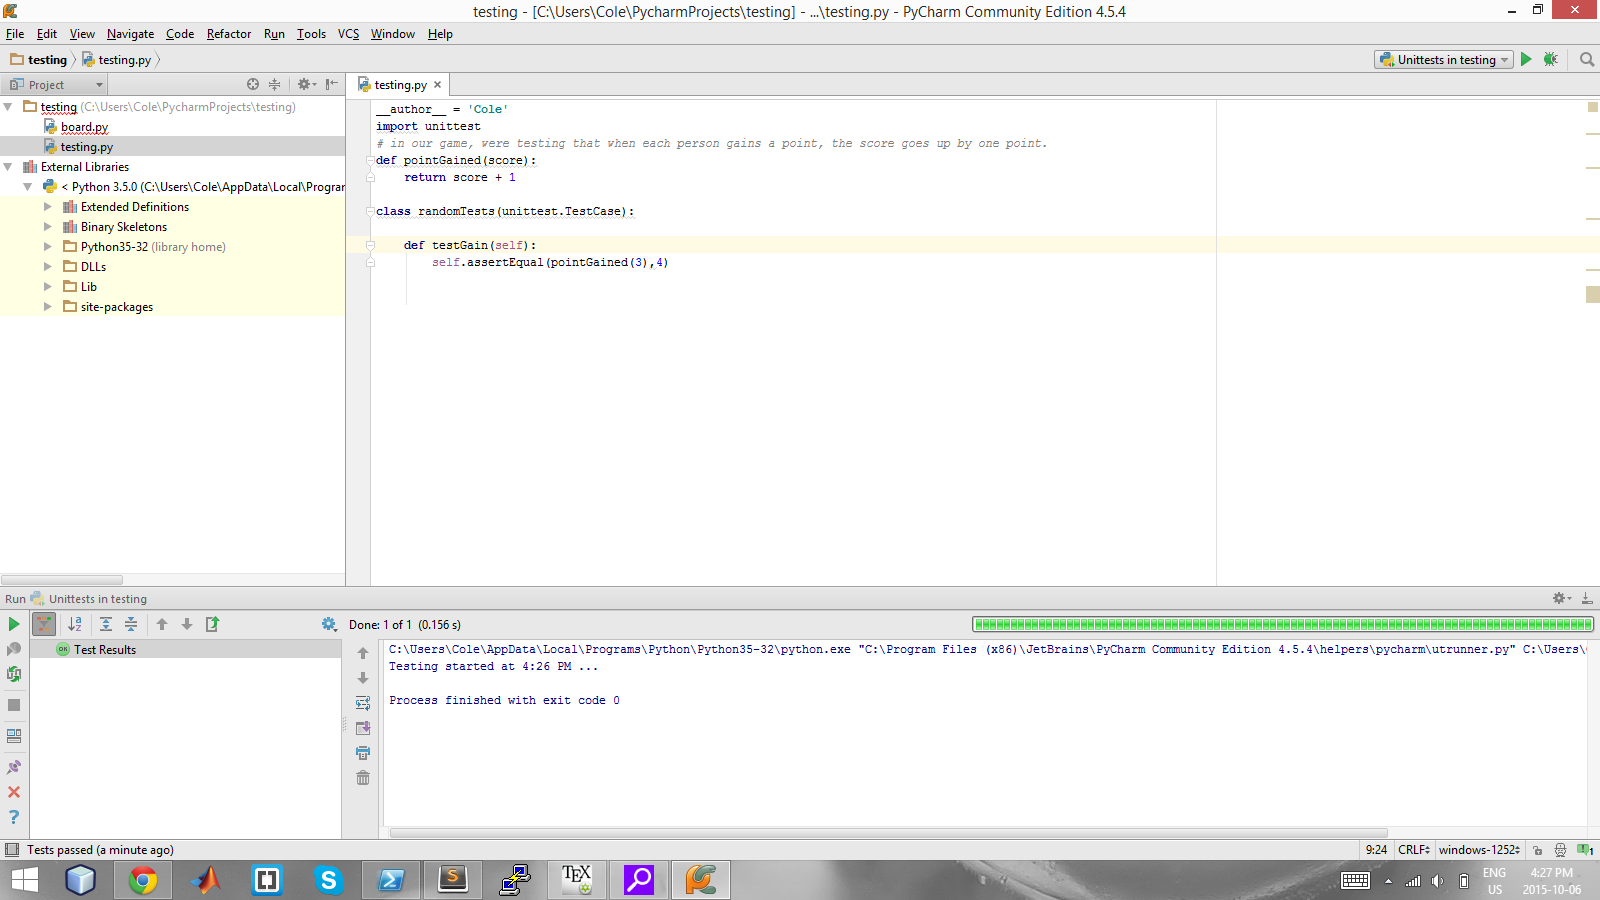 testing - [C:\Users\Cole\PycharmProjects\testing] - ...\testing.py - PyCharm Community Edition 4.5.4
File Edit View Navigate Code Refactor Run Tools VCS Window Help
testing testing.py
Unittests in testing
Project
testing.py
testing (C:\Users\Cole\PycharmProjects\testing)
board.py
testing.py
External Libraries
< Python 3.5.0 (C:\Users\Cole\AppData\Local\Prograr
Extended Definitions
Binary Skeletons
Python35-32 (library home)
DLLs
Lib
site-packages
__author__ = 'Cole'
import unittest
# in our game, were testing that when each person gains a point, the score goes up by one point.
def pointGained(score):
return score + 1
class randomTests(unittest.TestCase):
def testGain(self):
self.assertEqual(pointGained(3),4)
Run Unittests in testing
Done: 1 of 1 (0.156 s)
OK Test Results
C:\Users\Cole\AppData\Local\Programs\Python\Python35-32\python.exe "C:\Program Files (x86)\JetBrains\PyCharm Community Edition 4.5.4\helpers\pycharm\utrunner.py" C:\Users\
Testing started at 4:26 PM ...
Process finished with exit code 0
Tests passed (a minute ago)
9:24 CRLF windows-1252 1
TEX
ENG
US
4:27 PM
2015-10-06